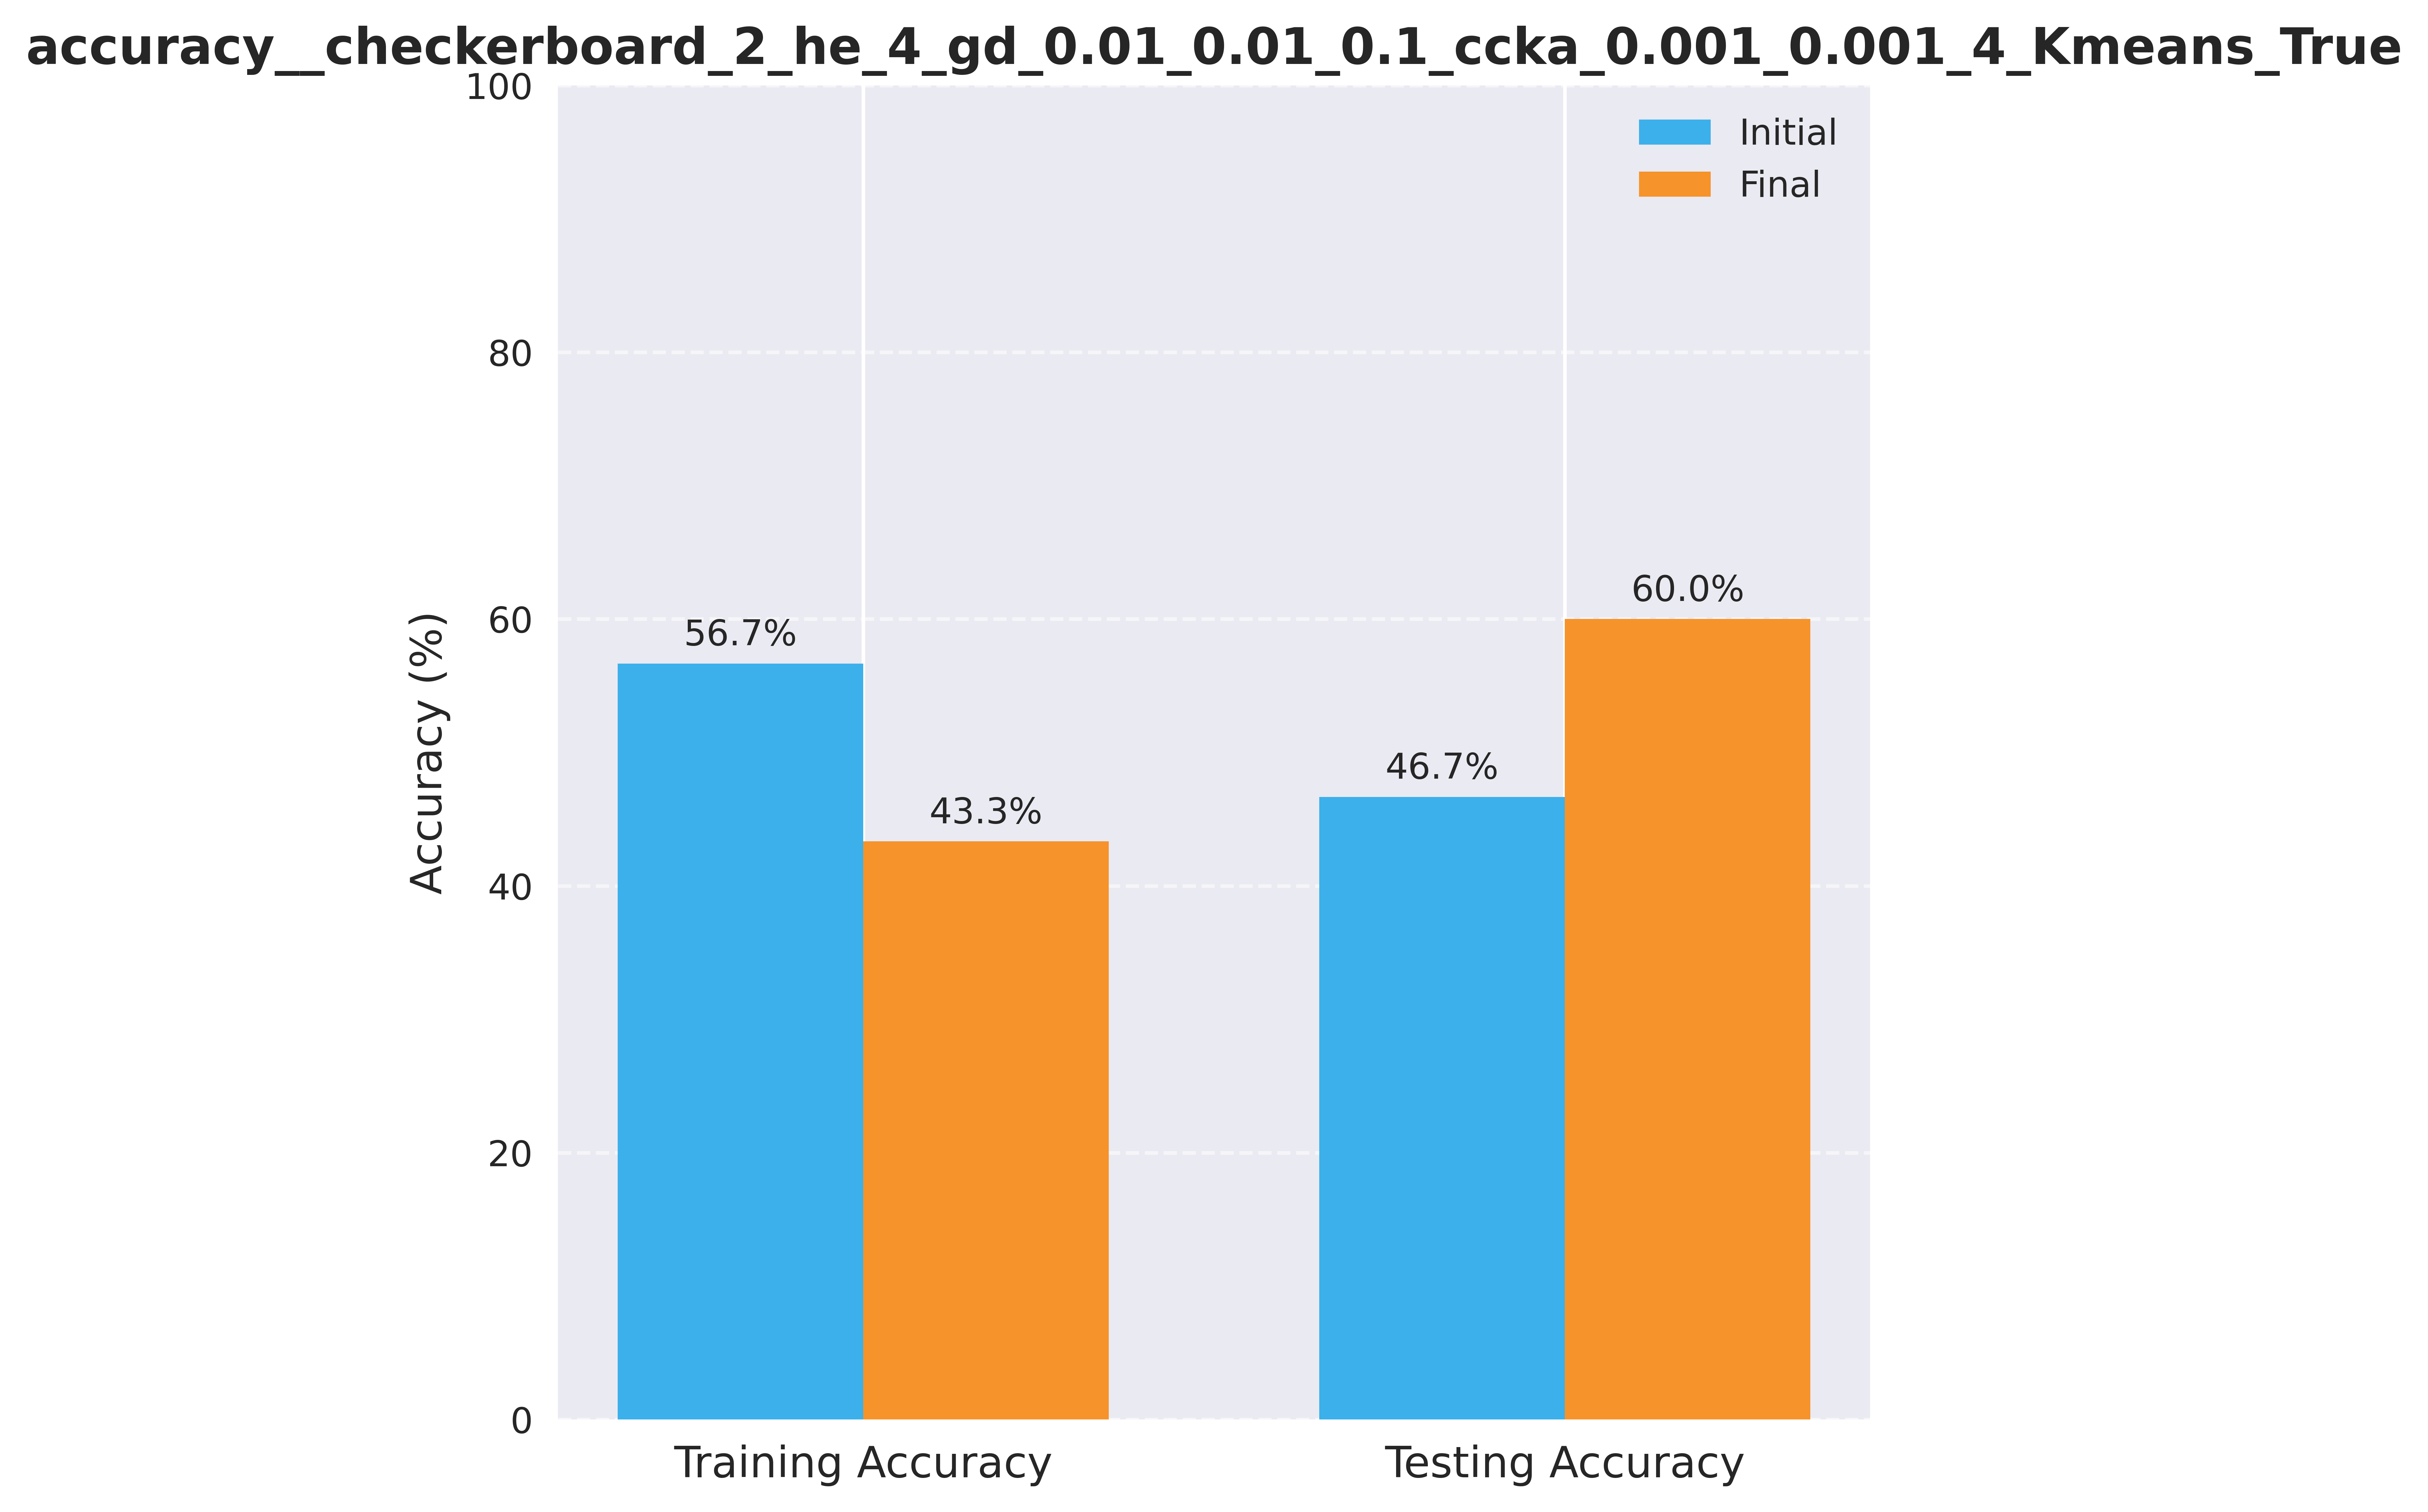 accuracy__checkerboard_2_he_4_gd_0.01_0.01_0.1_ccka_0.001_0.001_4_Kmeans_True
100
Initial
Final
80
60.0%
60
56.7%
Accuracy (%)
46.7%
43.3%
40
20
0
Training Accuracy
Testing Accuracy